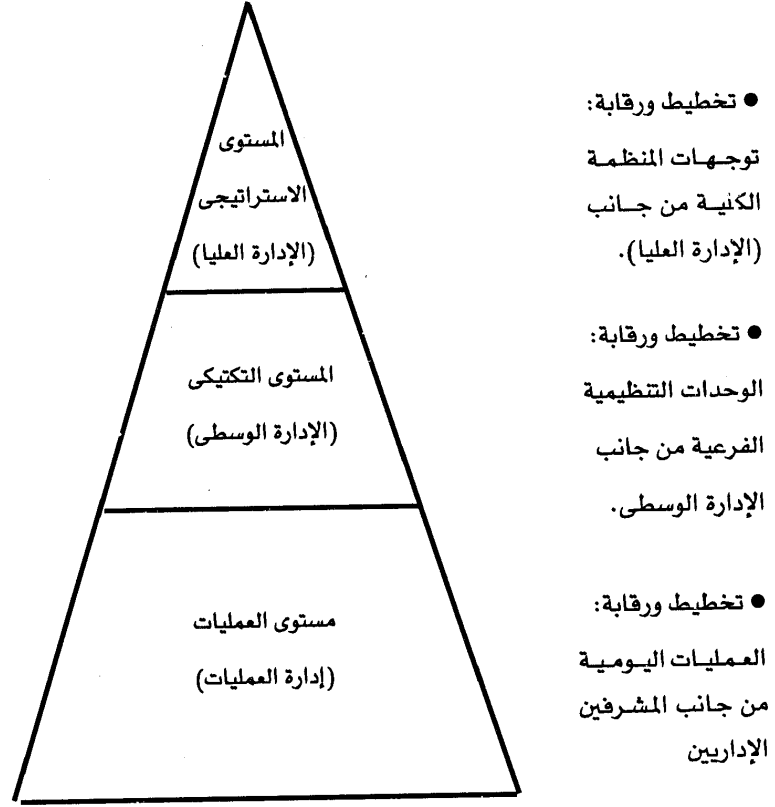 المستوى
الاستراتيجى
(الإدارة العليا)
● تخطيط ورقابة:
توجهات المنظمة
الكلية من جانب
(الإدارة العليا).
المستوى التكتيكى
(الإدارة الوسطى)
● تخطيط ورقابة:
الوحدات التنظيمية
الفرعية من جانب
الإدارة الوسطى.
مستوى العمليات
(إدارة العمليات)
● تخطيط ورقابة:
العمليات اليومية
من جانب المشرفين
الإداريين